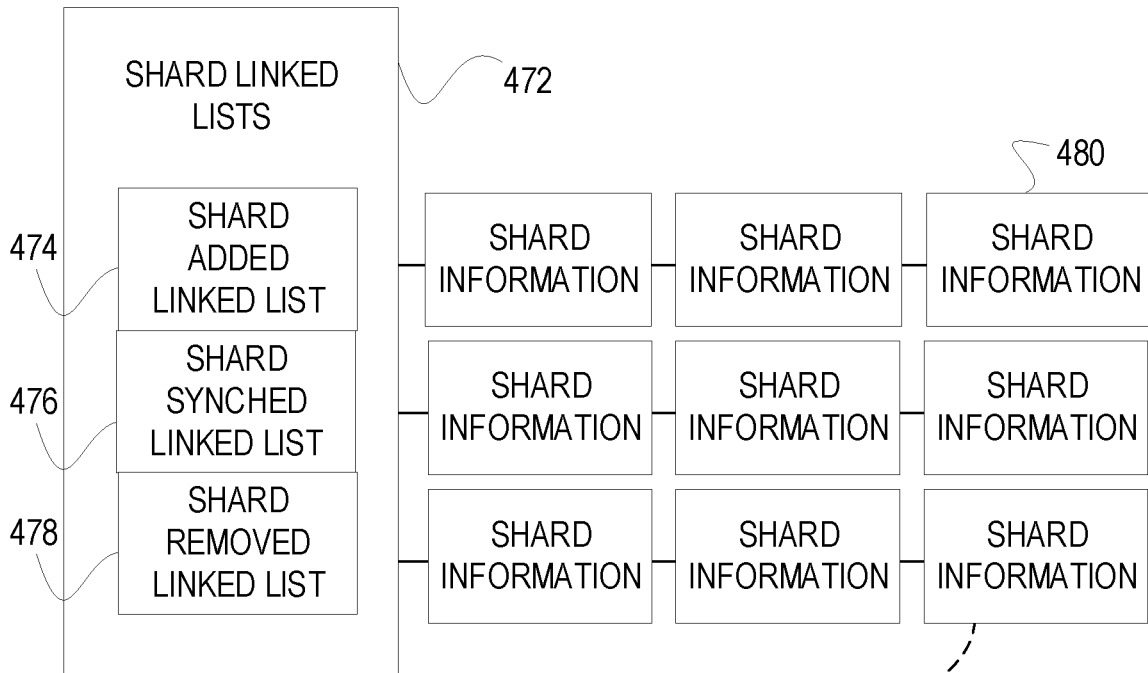 SHARD LINKED
LISTS
472
480
474
SHARD
ADDED
LINKED LIST
SHARD
INFORMATION
SHARD
INFORMATION
SHARD
INFORMATION
476
SHARD
SYNCHED
LINKED LIST
SHARD
INFORMATION
SHARD
INFORMATION
SHARD
INFORMATION
478
SHARD
REMOVED
LINKED LIST
SHARD
INFORMATION
SHARD
INFORMATION
SHARD
INFORMATION